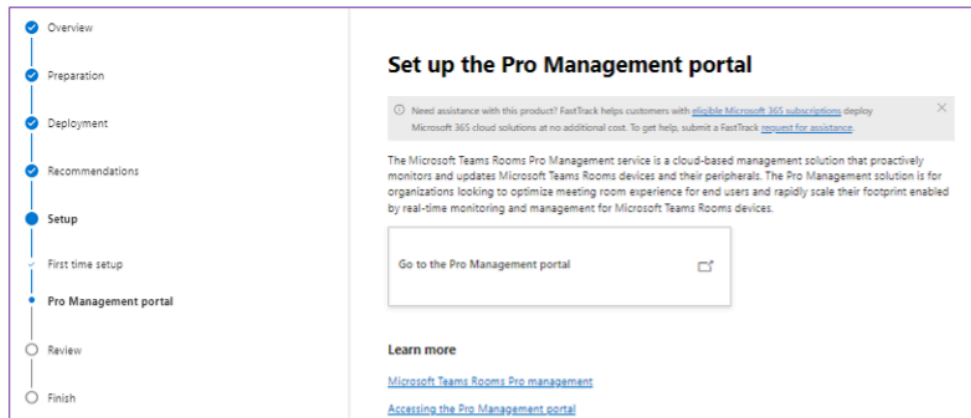 Overview
Preparation
Deployment
Recommendations
Setup
First time setup
Pro Management portal
Review
Finish
Set up the Pro Management portal
Need assistance with this product? FastTrack helps customers with eligible Microsoft 365 subscriptions deploy
Microsoft 365 cloud solutions at no additional cost. To get help, submit a FastTrack request for assistance.
The Microsoft Teams Rooms Pro Management service is a cloud-based management solution that proactively
monitors and updates Microsoft Teams Rooms devices and their peripherals. The Pro Management solution is for
organizations looking to optimize meeting room experience for end users and rapidly scale their footprint enabled
by real-time monitoring and management for Microsoft Teams Rooms devices.
Go to the Pro Management portal
Learn more
Microsoft Teams Rooms Pro management
Accessing the Pro Management portal